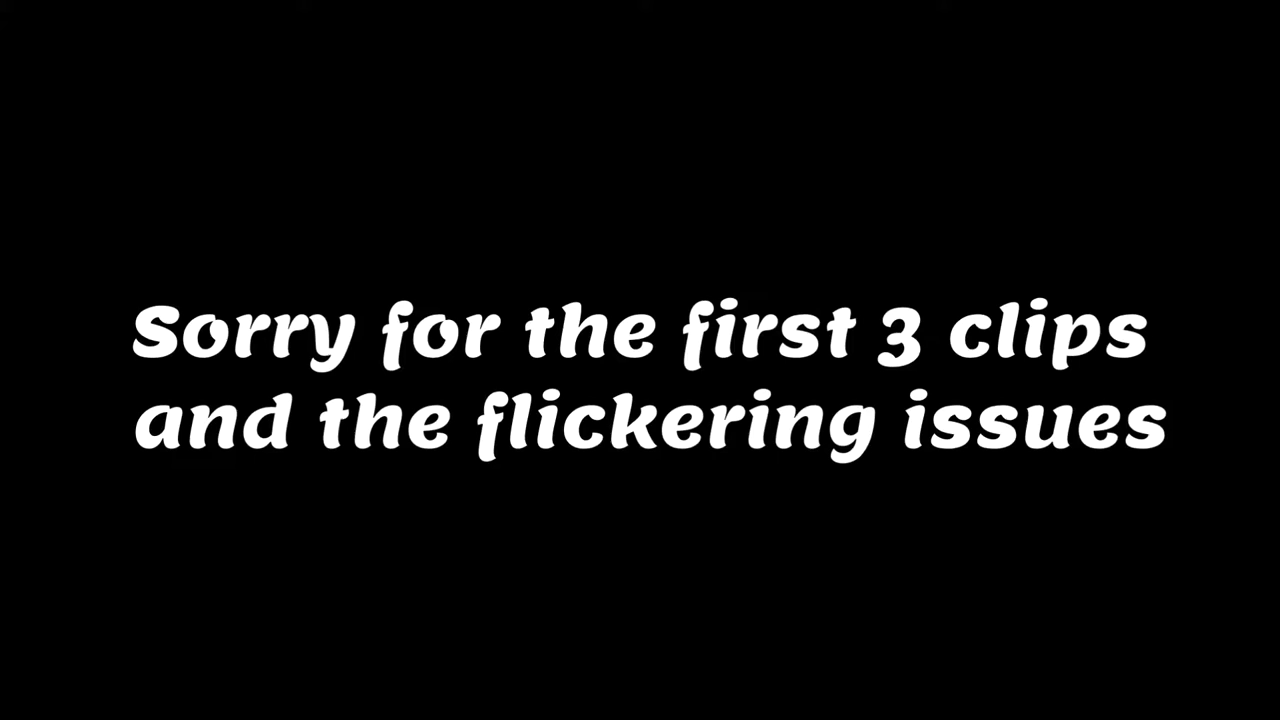 Sorry for the first 3 clips
and the flickering issues